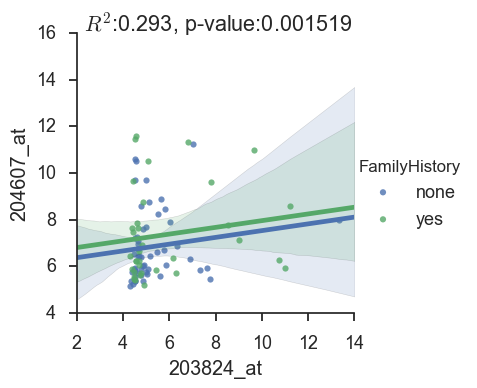 R²:0.293, p-value:0.001519
16
14
12
10
8
6
4
204607_at
2 4 6 8 10 12 14
203824_at
FamilyHistory
none
yes